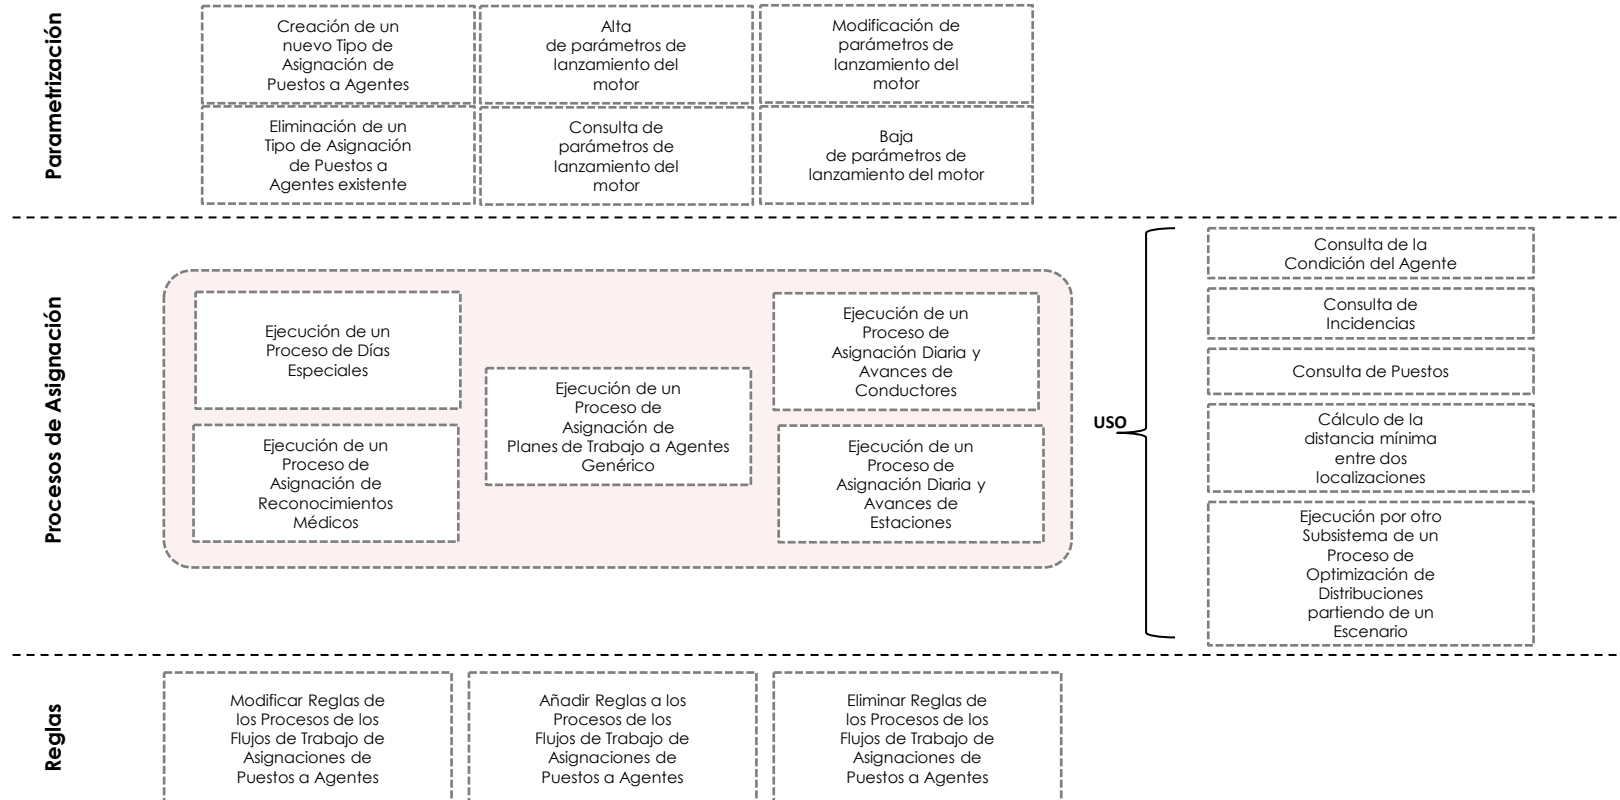 Parametrización
Creación de un
nuevo Tipo de
Asignación de
Puestos a Agentes
Alta
de parámetros de
lanzamiento del
motor
Modificación de
parámetros de
lanzamiento del
motor
Eliminación de un
Tipo de Asignación
de Puestos a
Agentes existente
Consulta de
parámetros de
lanzamiento del
motor
Baja
de parámetros de
lanzamiento del motor
Procesos de Asignación
Ejecución de un
Proceso de Días
Especiales
Ejecución de un
Proceso de
Asignación de
Reconocimientos
Médicos
Ejecución de un
Proceso de
Asignación de
Planes de Trabajo a Agentes
Genérico
Ejecución de un
Proceso de
Asignación Diaria y
Avances de
Conductores
Ejecución de un
Proceso de
Asignación Diaria y
Avances de
Estaciones
USO
Consulta de la
Condición del Agente
Consulta de
Incidencias
Consulta de Puestos
Cálculo de la
distancia mínima
entre dos
localizaciones
Ejecución por otro
Subsistema de un
Proceso de
Optimización de
Distribuciones
partiendo de un
Escenario
Reglas
Modificar Reglas de
los Procesos de los
Flujos de Trabajo de
Asignaciones de
Puestos a Agentes
Añadir Reglas a los
Procesos de los
Flujos de Trabajo de
Asignaciones de
Puestos a Agentes
Eliminar Reglas de
los Procesos de los
Flujos de Trabajo de
Asignaciones de
Puestos a Agentes